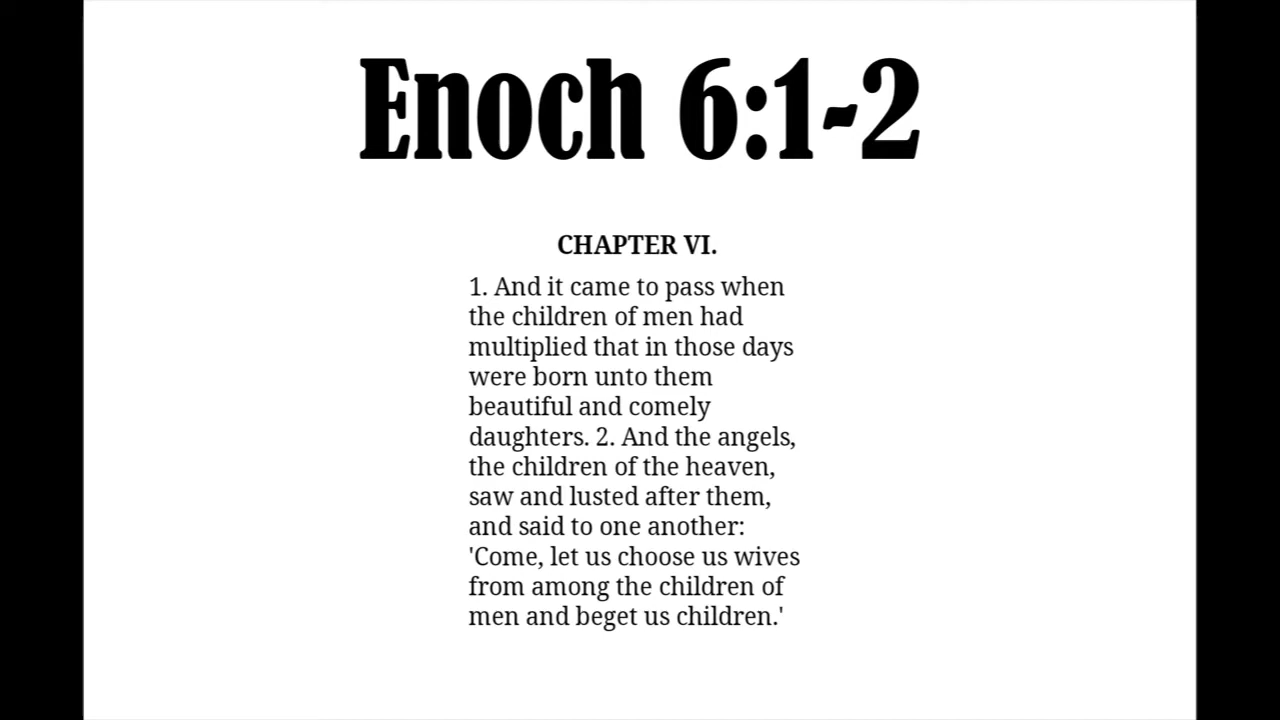 Enoch 6:1-2
CHAPTER VI.
1. And it came to pass when
the children of men had
multiplied that in those days
were born unto them
beautiful and comely
daughters. 2. And the angels,
the children of the heaven,
saw and lusted after them,
and said to one another:
'Come, let us choose us wives
from among the children of
men and beget us children.'